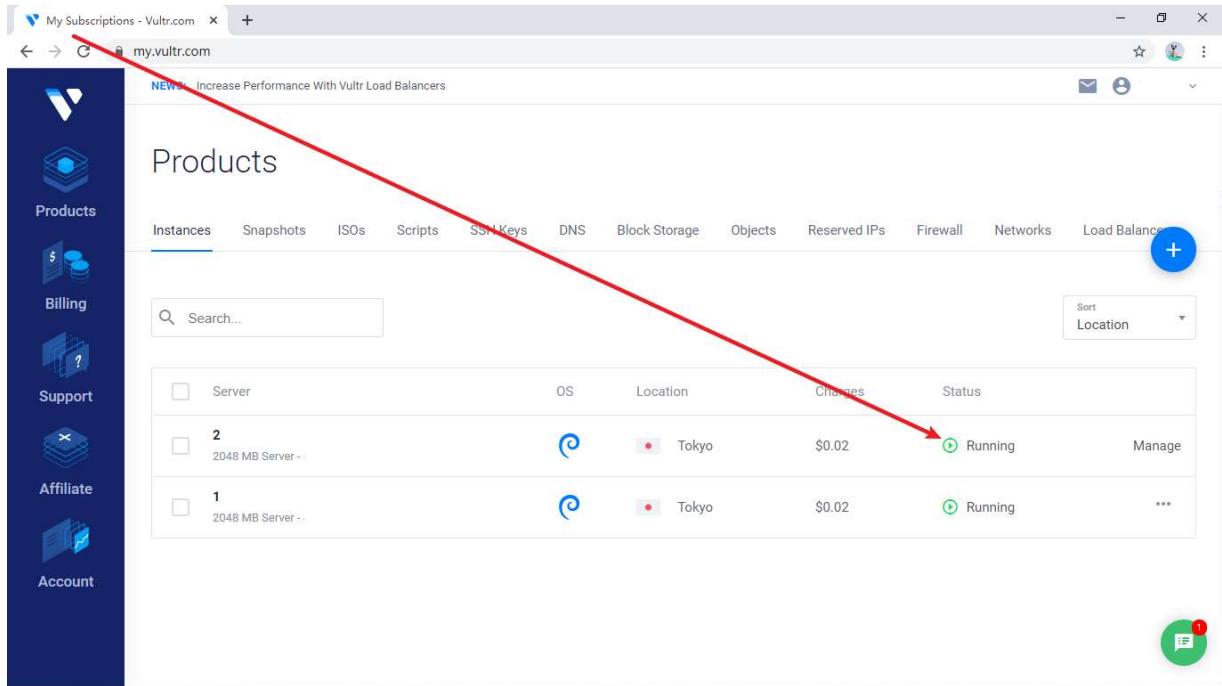 My Subscriptions - Vultr.com
my.vultr.com
NEWS: Increase Performance With Vultr Load Balancers
Products
Products
Instances Snapshots ISOs Scripts SSH Keys DNS Block Storage Objects Reserved IPs Firewall Networks Load Balance
+
$
Billing
Search...
Sort
Location
?
Support
Server OS Location Charges Status
2
2048 MB Server -
Tokyo $0.02 Running Manage
Affiliate
1
2048 MB Server -
Tokyo $0.02 Running
Account
1